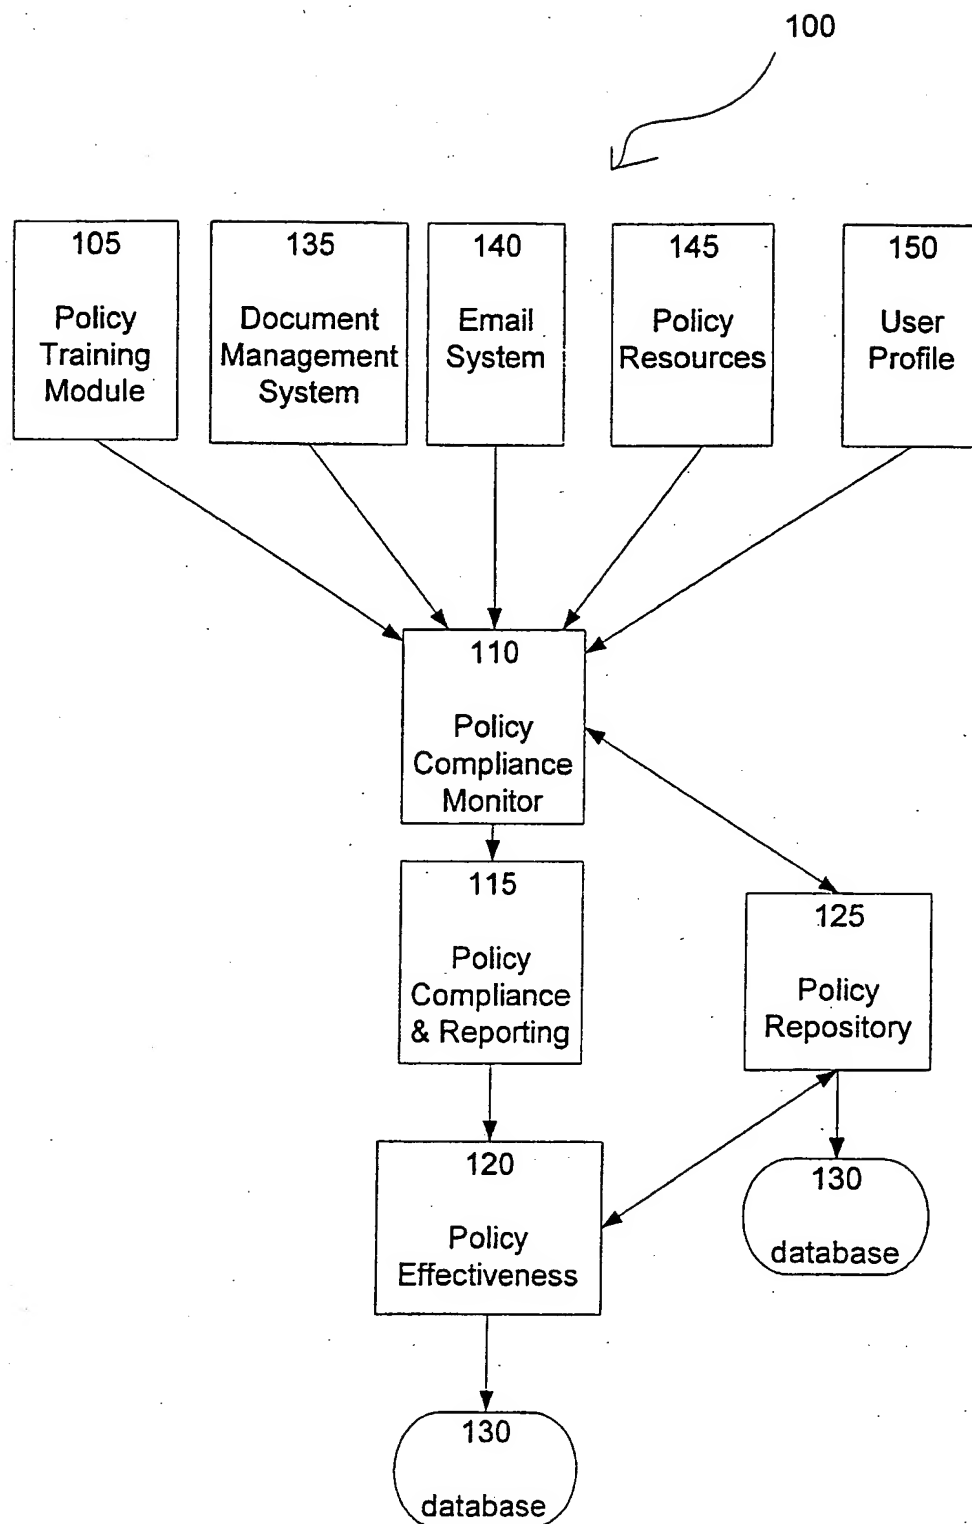 100
105
Policy
Training
Module
135
Document
Management
System
140
Email
System
145
Policy
Resources
150
User
Profile
110
Policy
Compliance
Monitor
115
Policy
Compliance
& Reporting
125
Policy
Repository
120
Policy
Effectiveness
130
database
130
database